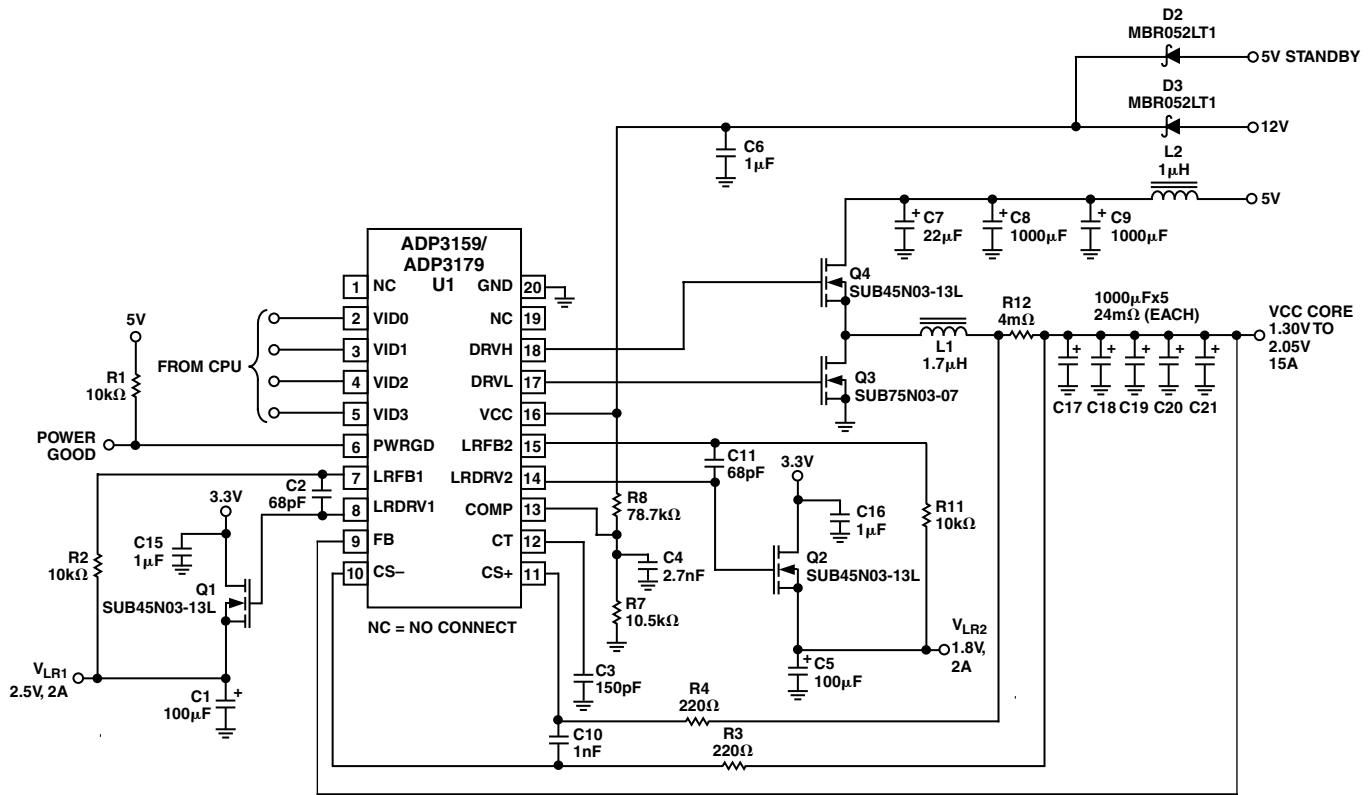 D2
MBR052LT1
5V STANDBY
D3
MBR052LT1
12V
C6
1μF
L2
1μH
5V
C7
22μF
C8
1000μF
C9
1000μF
ADP3159/
ADP3179
U1
1 NC
GND 20
2 VID0
NC 19
3 VID1
DRVH 18
4 VID2
DRVL 17
5 VID3
VCC 16
6 PWRGD
LRFB2 15
7 LRFB1
LRDRV2 14
8 LRDRV1
COMP 13
9 FB
CT 12
10 CS–
CS+ 11
NC = NO CONNECT
5V
R1
10kΩ
FROM CPU
POWER
GOOD
Q4
SUB45N03-13L
L1
1.7μH
R12
4mΩ
1000μFx5
24mΩ (EACH)
VCC CORE
1.30V TO
2.05V
15A
Q3
SUB75N03-07
C17
C18
C19
C20
C21
C2
68pF
3.3V
C15
1μF
R2
10kΩ
Q1
SUB45N03-13L
VLR1
2.5V, 2A
C1
100μF
+
C11
68pF
3.3V
C16
1μF
R11
10kΩ
R8
78.7kΩ
C4
2.7nF
R7
10.5kΩ
Q2
SUB45N03-13L
VLR2
1.8V,
2A
C5
100μF
C3
150pF
R4
220Ω
C10
1nF
R3
220Ω